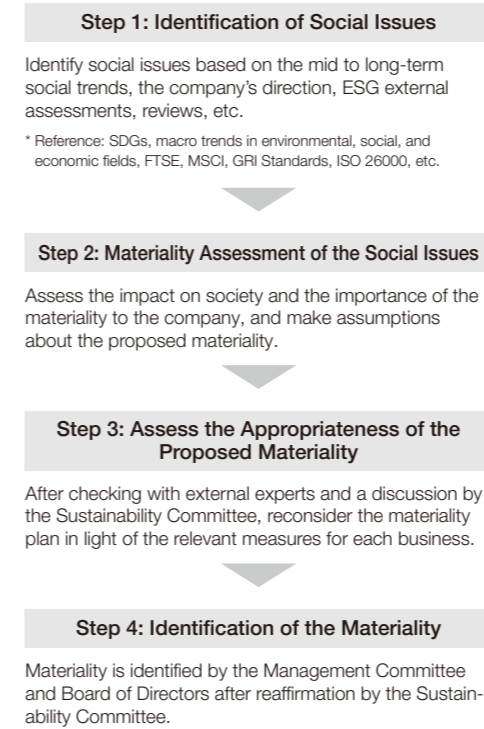 Step 1: Identification of Social Issues
Identify social issues based on the mid to long-term
social trends, the company's direction, ESG external
assessments, reviews, etc.
* Reference: SDGs, macro trends in environmental, social, and
economic fields, FTSE, MSCI, GRI Standards, ISO 26000, etc.
Step 2: Materiality Assessment of the Social Issues
Assess the impact on society and the importance of the
materiality to the company, and make assumptions
about the proposed materiality.
Step 3: Assess the Appropriateness of the
Proposed Materiality
After checking with external experts and a discussion by
the Sustainability Committee, reconsider the materiality
plan in light of the relevant measures for each business.
Step 4: Identification of the Materiality
Materiality is identified by the Management Committee
and Board of Directors after reaffirmation by the Sustain-
ability Committee.